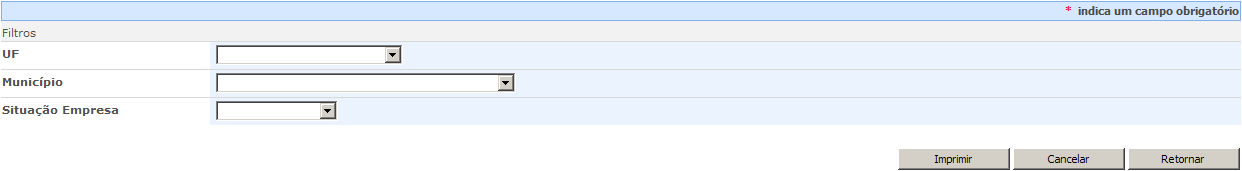 * indica um campo obrigatório
Filtros
UF
Município
Situação Empresa
Imprimir Cancelar Retornar